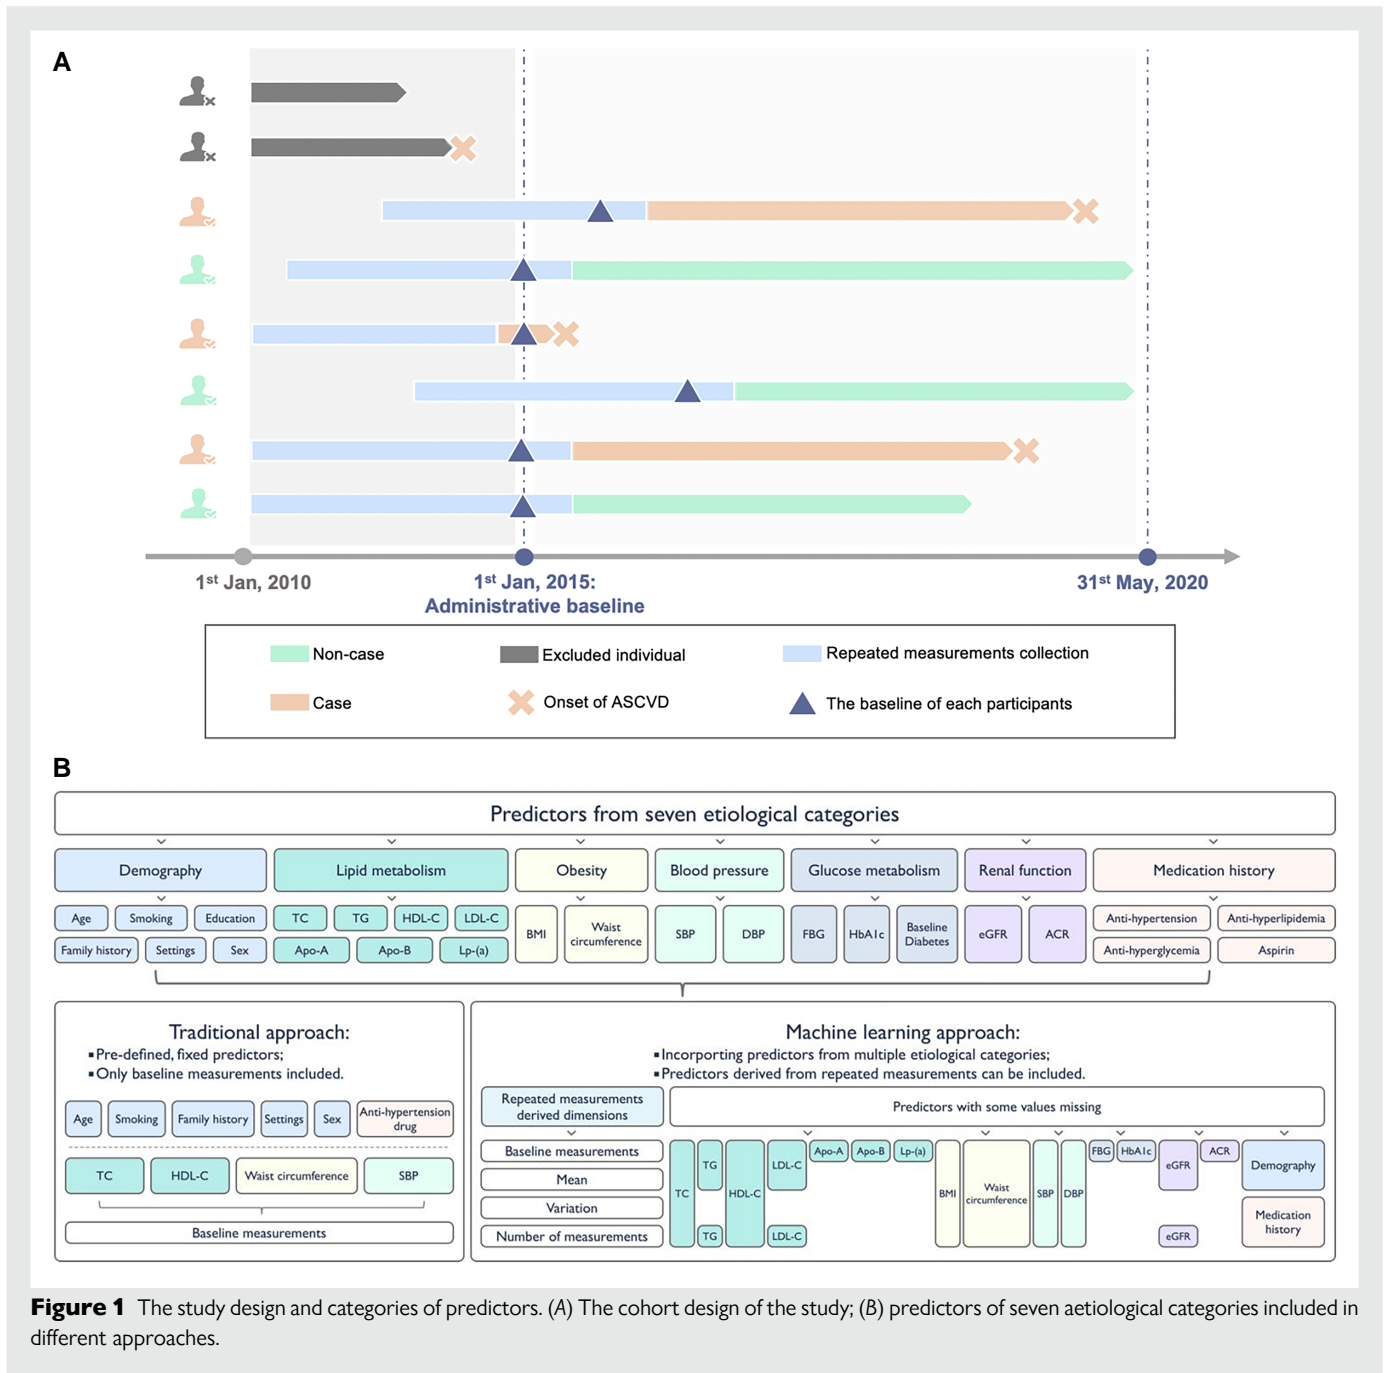 A
1st Jan, 2010
1st Jan, 2015:
Administrative baseline
31st May, 2020
Non-case
Excluded individual
Repeated measurements collection
Case
Onset of ASCVD
The baseline of each participants
B
Predictors from seven etiological categories
Demography
Lipid metabolism
Obesity
Blood pressure
Glucose metabolism
Renal function
Medication history
Age
Smoking
Education
Family history
Settings
Sex
TC
TG
HDL-C
LDL-C
Apo-A
Apo-B
Lp-(a)
BMI
Waist
circumference
SBP
DBP
FBG
HbA1c
Baseline
Diabetes
eGFR
ACR
Anti-hypertension
Anti-hyperlipidemia
Anti-hyperglycemia
Aspirin
Traditional approach:
▪Pre-defined, fixed predictors;
▪Only baseline measurements included.
Age
Smoking
Family history
Settings
Sex
Anti-hypertension
drug
TC
HDL-C
Waist circumference
SBP
Baseline measurements
Machine learning approach:
▪Incorporting predictors from multiple etiological categories;
▪Predictors derived from repeated measurements can be included.
Repeated measurements
derived dimensions
Predictors with some values missing
Baseline measurements
Mean
Variation
Number of measurements
TC
TG
TG
HDL-C
LDL-C
LDL-C
Apo-A
Apo-B
Lp-(a)
BMI
Waist
circumference
SBP
DBP
FBG
HbA1c
eGFR
eGFR
ACR
Demography
Medication
history
Figure 1 The study design and categories of predictors. (A) The cohort design of the study; (B) predictors of seven aetiological categories included in
different approaches.